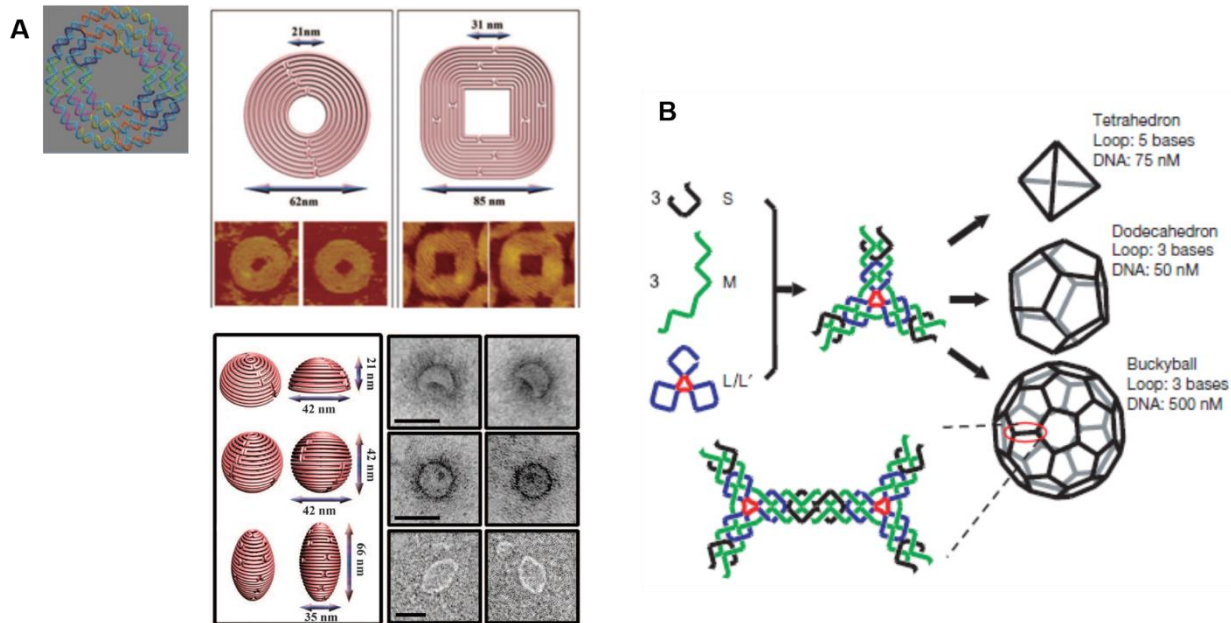 A
21nm
31 nm
62nm
85 nm
21 nm
42 nm
42 nm
42 nm
66 nm
35 nm
B
3 S
3 M
L/L′
Tetrahedron
Loop: 5 bases
DNA: 75 nM
Dodecahedron
Loop: 3 bases
DNA: 50 nM
Buckyball
Loop: 3 bases
DNA: 500 nM